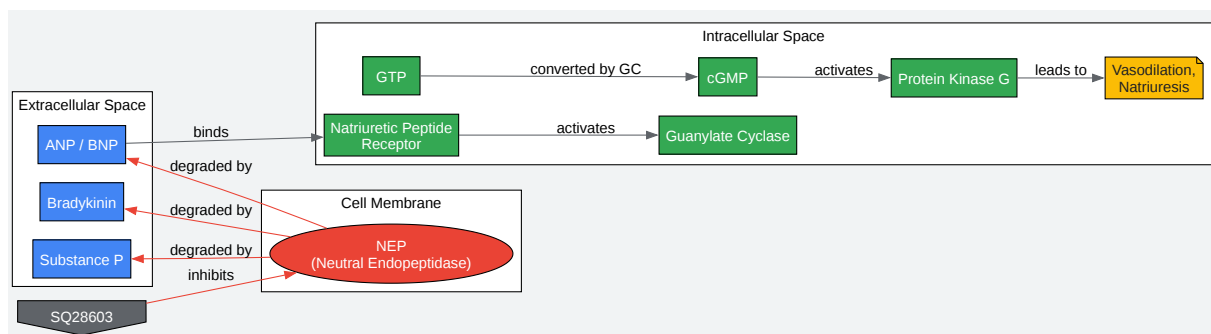 Intracellular Space
GTP
converted by GC
cGMP
activates
Protein Kinase G
leads to
Vasodilation,
Natriuresis
Extracellular Space
ANP / BNP
binds
Natriuretic Peptide
Receptor
activates
Guanylate Cyclase
degraded by
Bradykinin
degraded by
Cell Membrane
Substance P
degraded by
NEP
(Neutral Endopeptidase)
inhibits
SQ28603